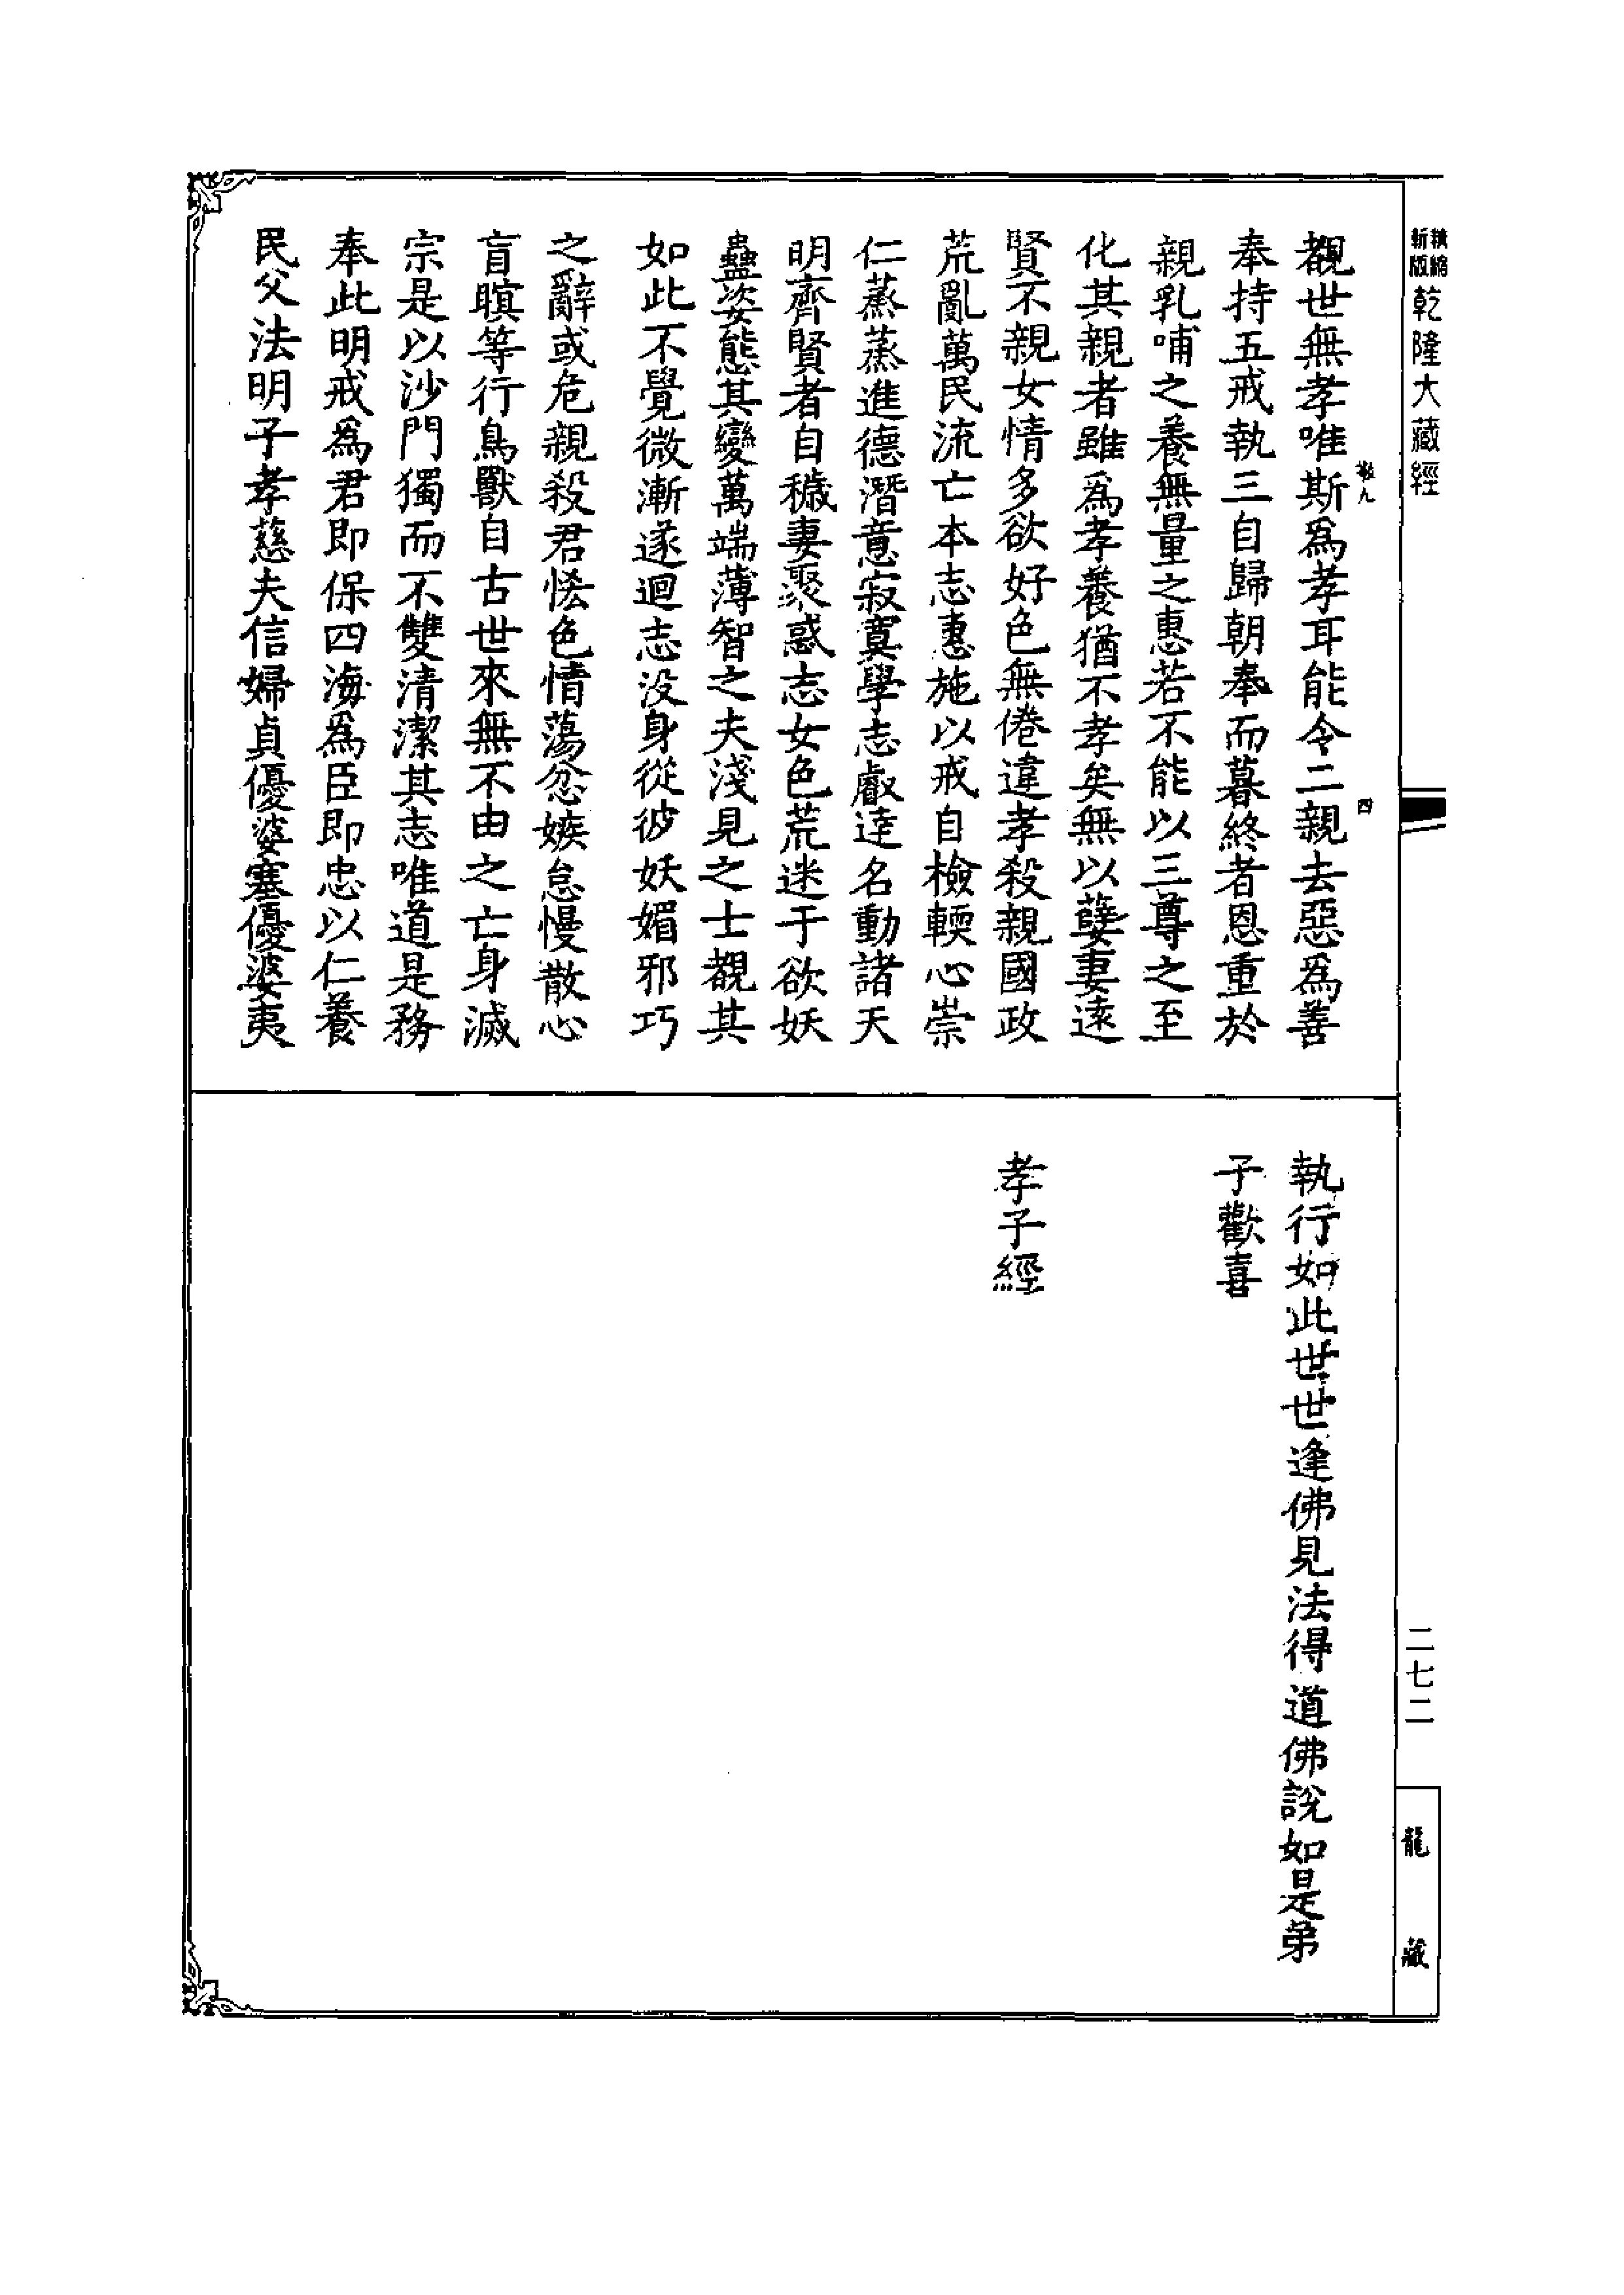 新版
精縮
乾隆大藏經
二七二
龍藏
敬九
四
覩世無孝唯斯爲孝耳能令二親去惡爲善
奉持五戒執三自歸朝奉而暮終者恩重於
親乳哺之養無量之惠若不能以三尊之至
化其親者雖爲孝養猶不孝矣無以孽妻遠
賢不親女情多欲好色無倦違孝殺親國政
荒亂萬民流亡本志惠施以戒自檢輭心崇
仁蒸蒸進德潛意寂寞學志叡達名動諸天
明齊賢者自穢妻聚惑志女色荒迷于欲妖
蠱姿態其變萬端薄智之夫淺見之士覩其
如此不覺微漸遂迴志没身從彼妖媚邪巧
之辭或危親殺君恡色情蕩忿嫉怠慢散心
盲瞑等行鳥獸自古世來無不由之亡身滅
宗是以沙門獨而不雙清潔其志唯道是務
奉此明戒爲君即保四海爲臣即忠以仁養
民父法明子孝慈夫信婦貞優婆塞優婆夷
執行如此世世逢佛見法得道佛說如是弟
子歡喜
孝子經